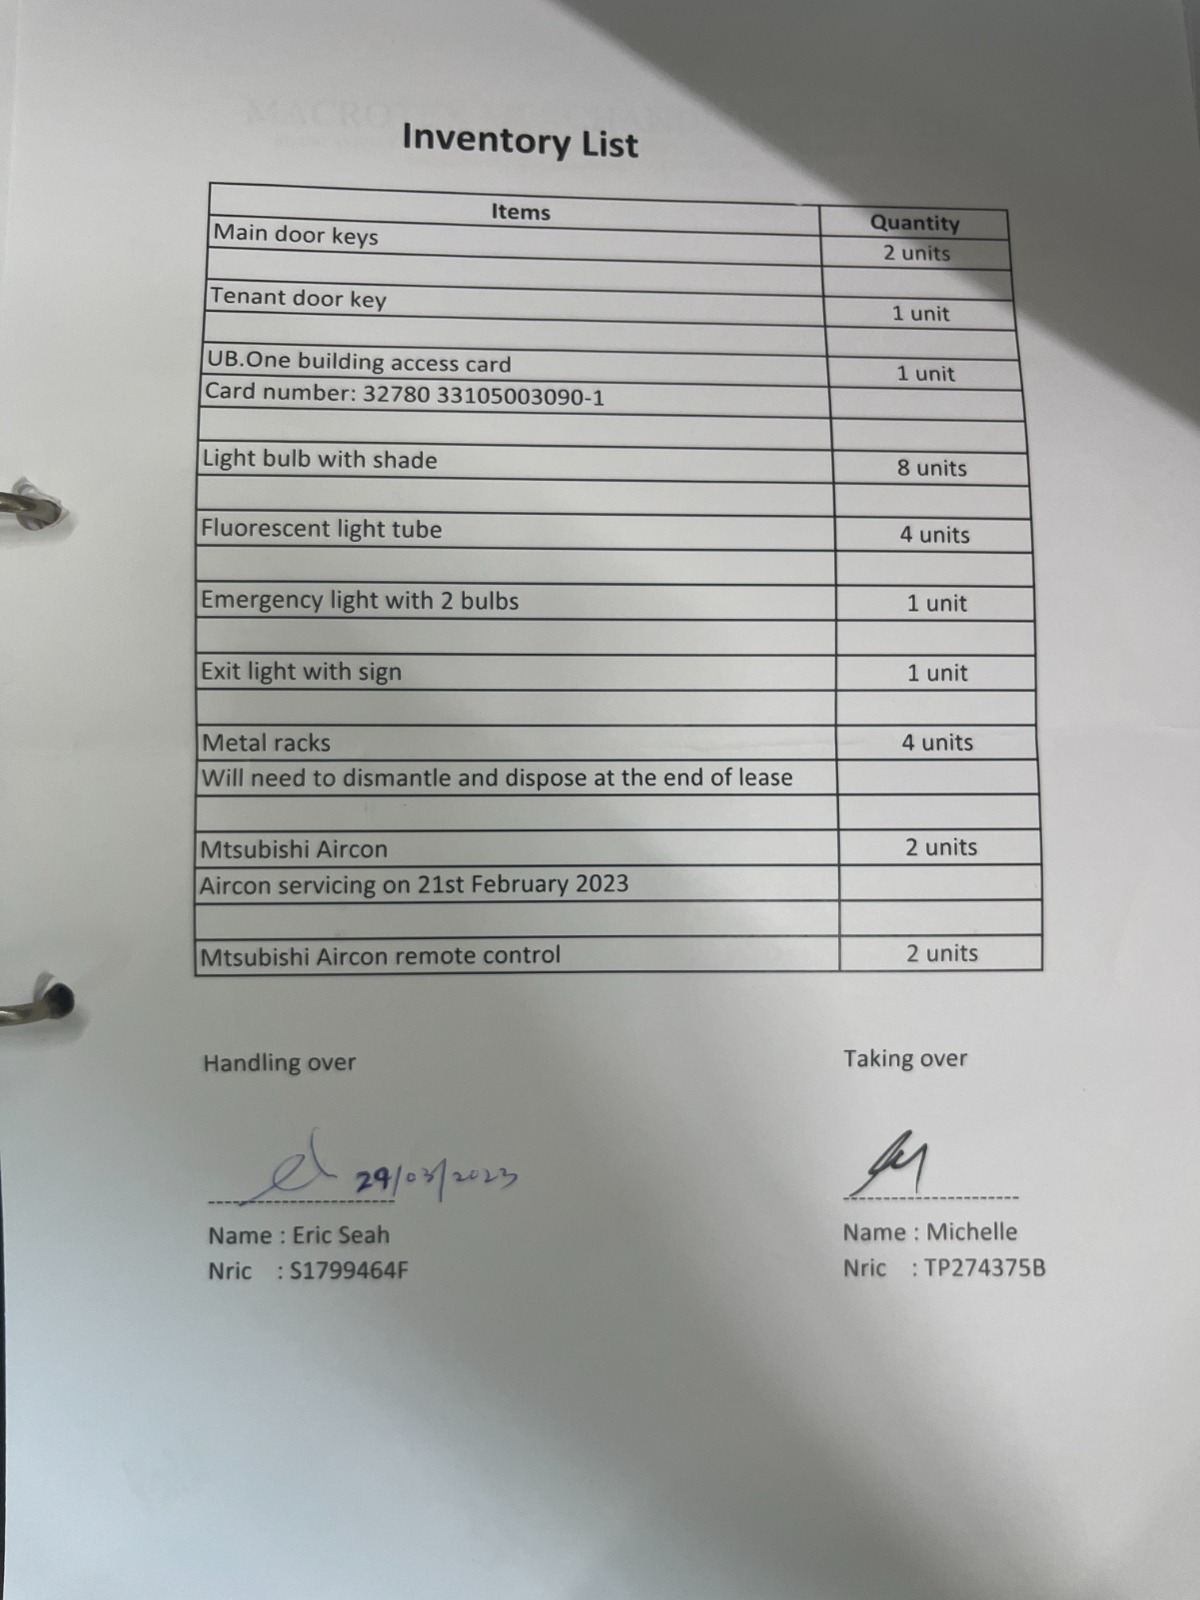 Inventory List
Items Quantity
Main door keys 2 units
Tenant door key 1 unit
UB.One building access card 1 unit
Card number: 32780 33105003090-1
Light bulb with shade 8 units
Fluorescent light tube 4 units
Emergency light with 2 bulbs 1 unit
Exit light with sign 1 unit
Metal racks 4 units
Will need to dismantle and dispose at the end of lease
Mtsubishi Aircon 2 units
Aircon servicing on 21st February 2023
Mtsubishi Aircon remote control 2 units
Handling over Taking over
29/03/2023
Name : Eric Seah Name : Michelle
Nric : S1799464F Nric : TP274375B